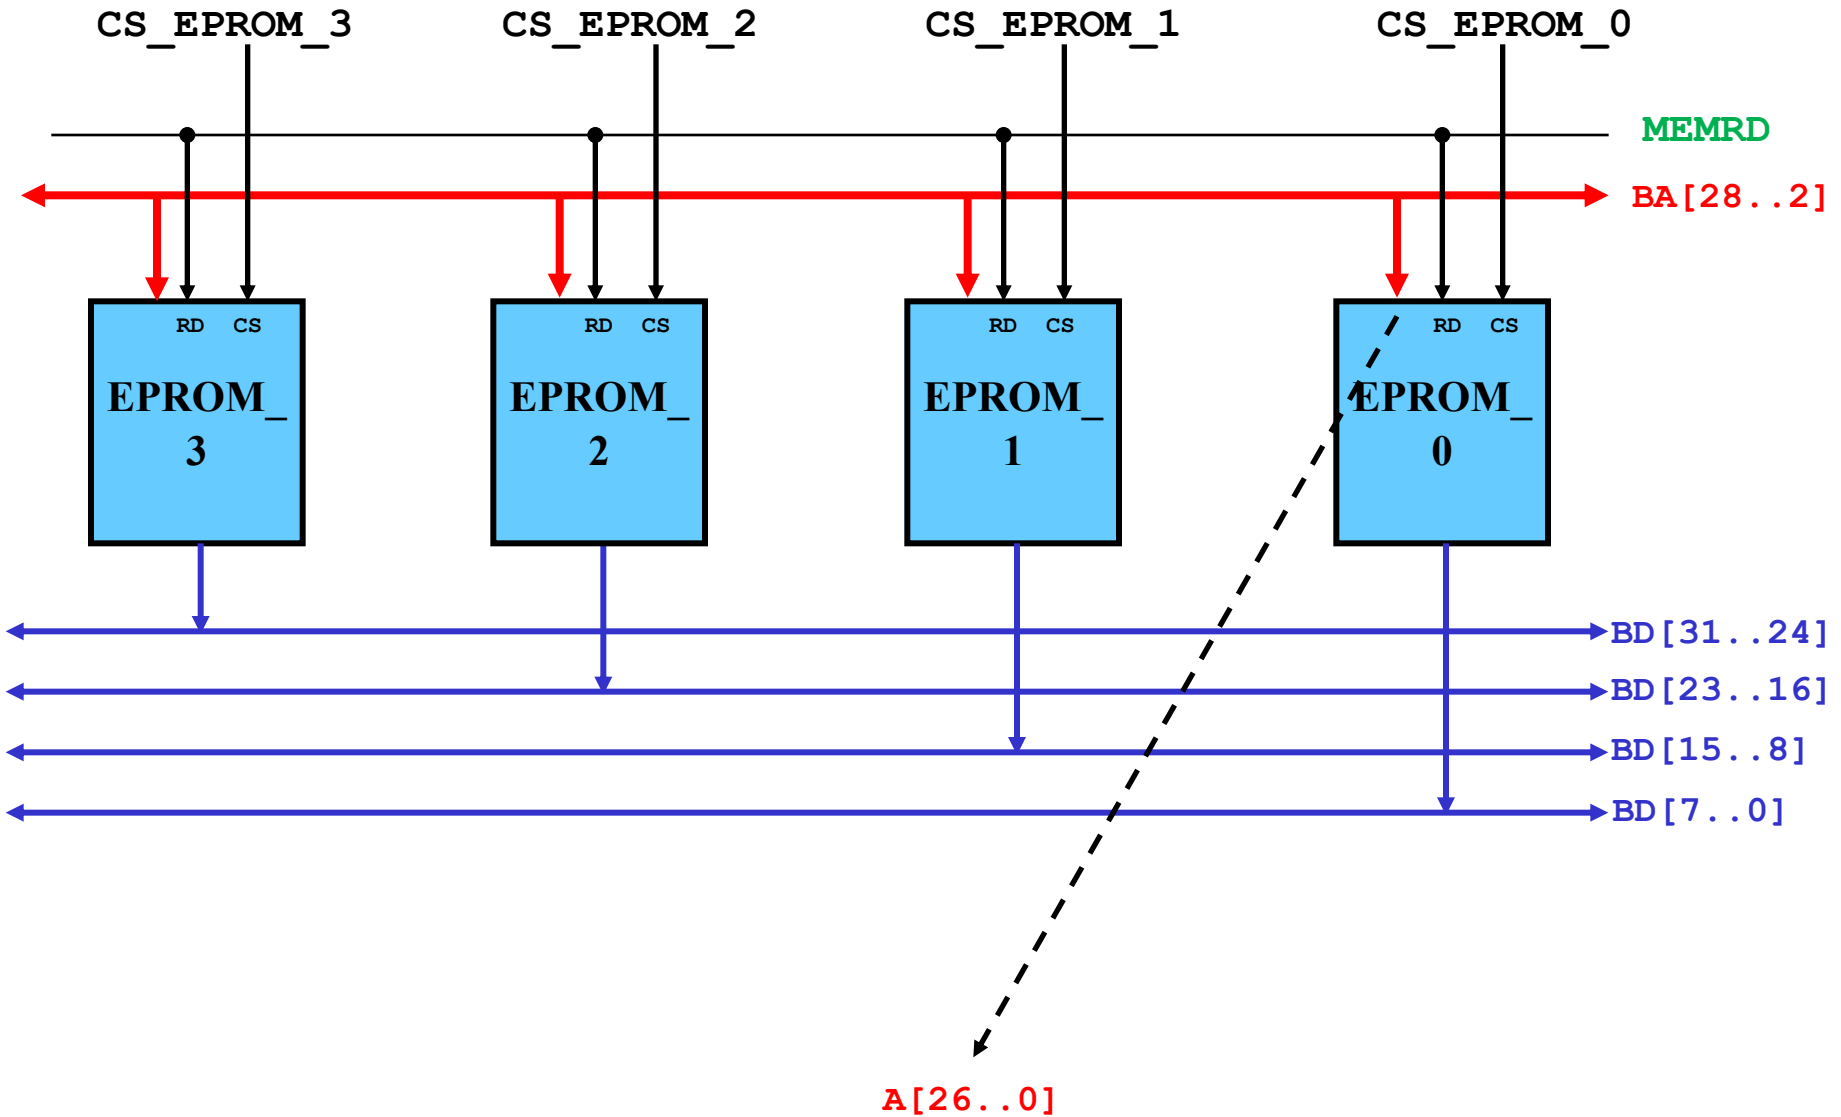 CS_EPROM_3 CS_EPROM_2 CS_EPROM_1 CS_EPROM_0
MEMRD
BA[28..2]
RD CS RD CS RD CS RD CS
EPROM_ EPROM_ EPROM_ EPROM_
3 2 1 0
BD[31..24]
BD[23..16]
BD[15..8]
BD[7..0]
A[26..0]